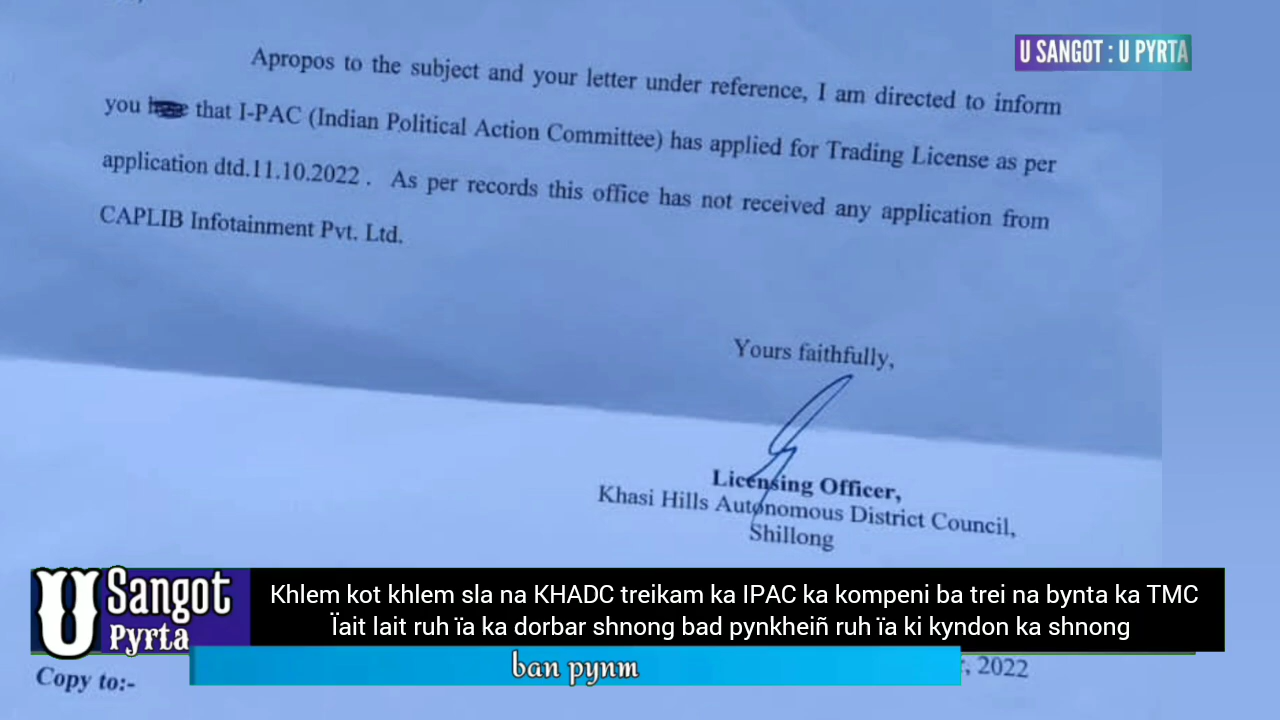 U SANGOT : U PYRTA
Apropos to the subject and your letter under reference, I am directed to inform
you that I-PAC (Indian Political Action Committee) has applied for Trading License as per
application dtd.11.10.2022 . As per records this office has not received any application from
CAPLIB Infotainment Pvt. Ltd.
Yours faithfully,
Licensing Officer,
Khasi Hills Autonomous District Council,
Shillong
U Sangot
Pyrta
Khlem kot khlem sla na KHADC treikam ka IPAC ka kompeni ba trei na bynta ka TMC
Ïait lait ruh ïa ka dorbar shnong bad pynkheiñ ruh ïa ki kyndon ka shnong
ban pynm
, 2022
Copy to:-